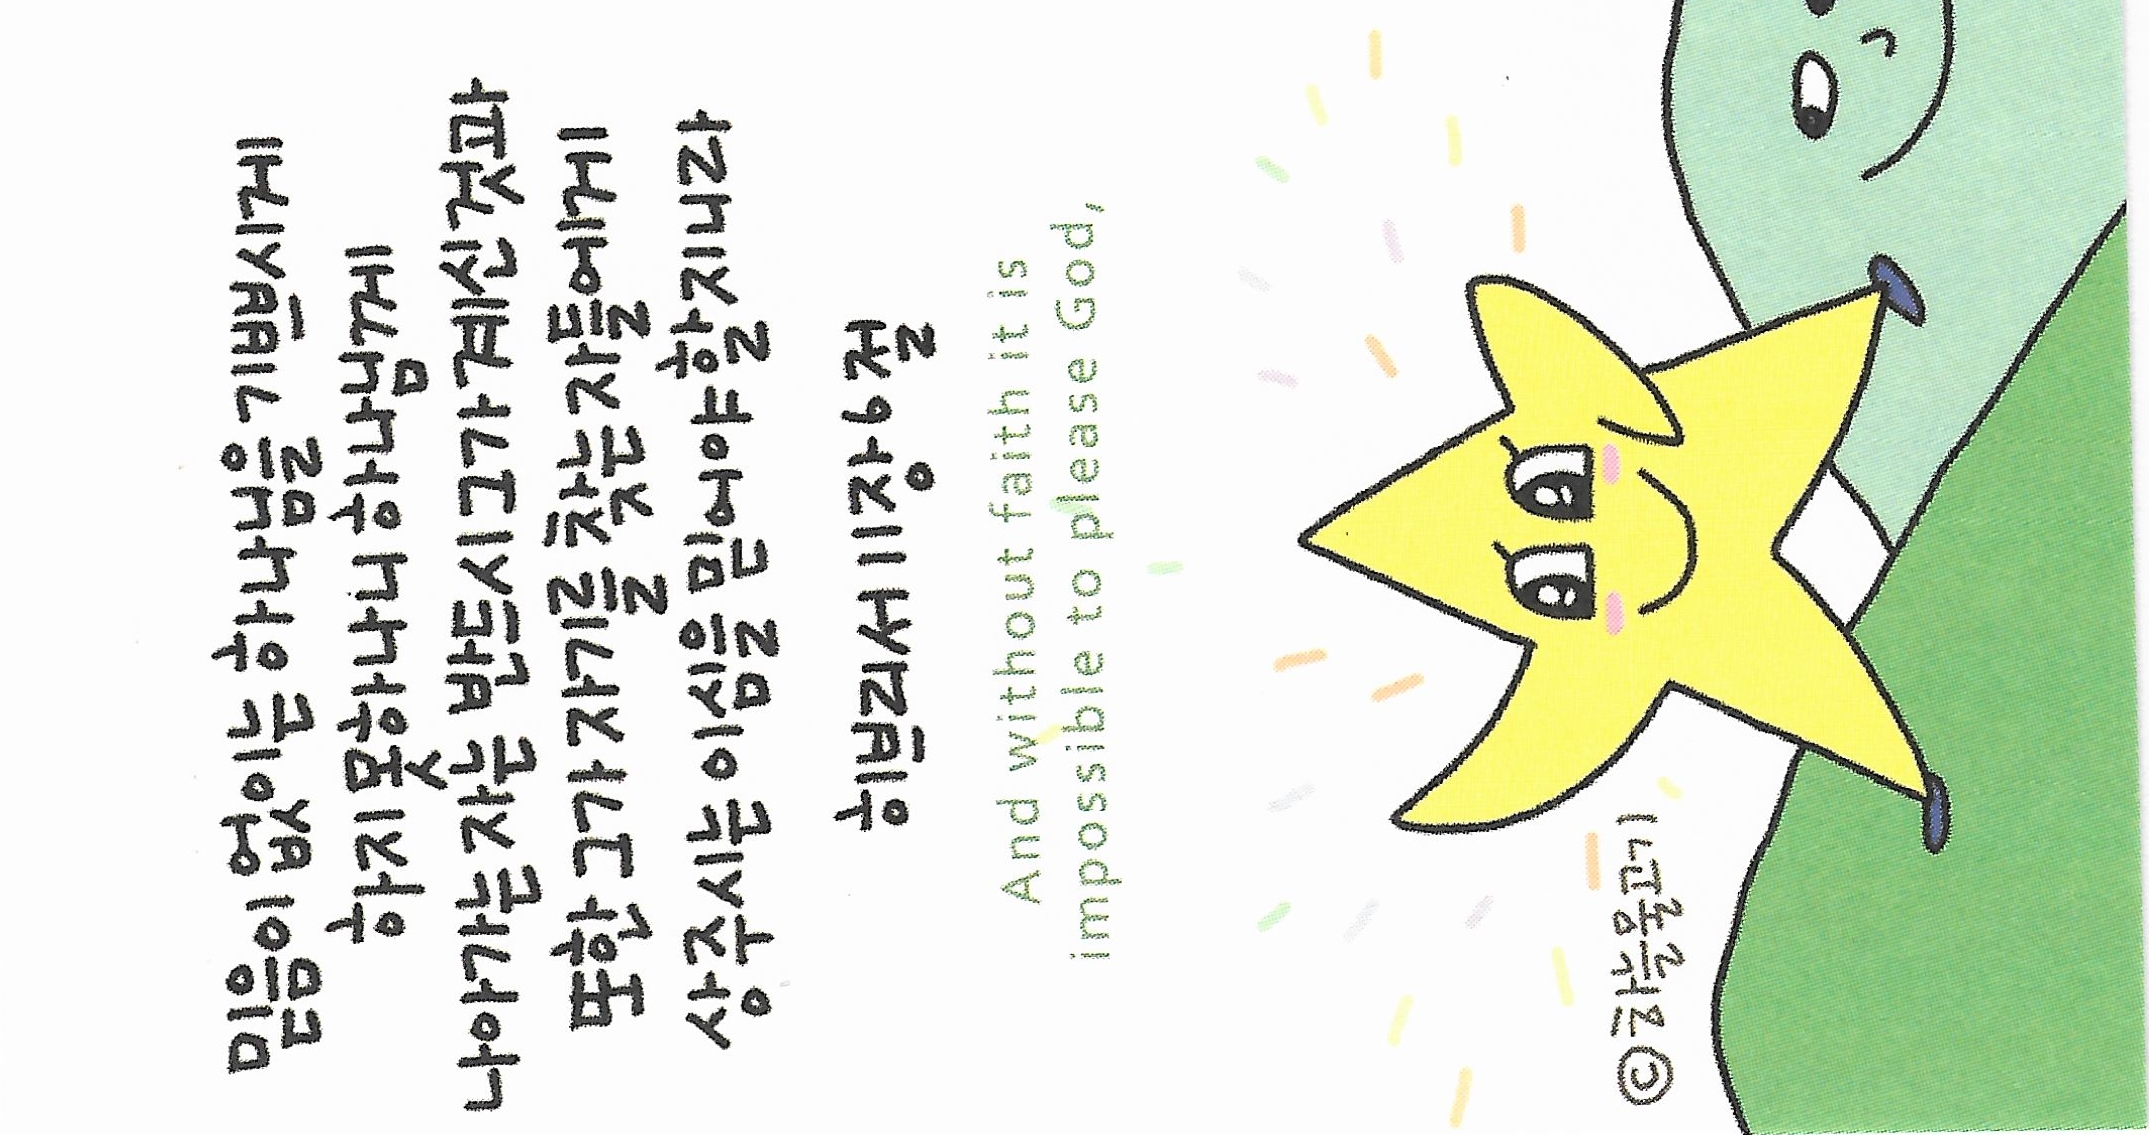 믿음이 없이는 하나님을 기쁘시게
하지 못하나니 하나님께
나아가는 자는 반드시 그가 계신 것과
또한 그가 자기를 찾는 자들에게
상 주시는 이심을 믿어야 할지니라
히브리서 11장 6절
And without faith it is
impossible to please God,
©하늘물고기